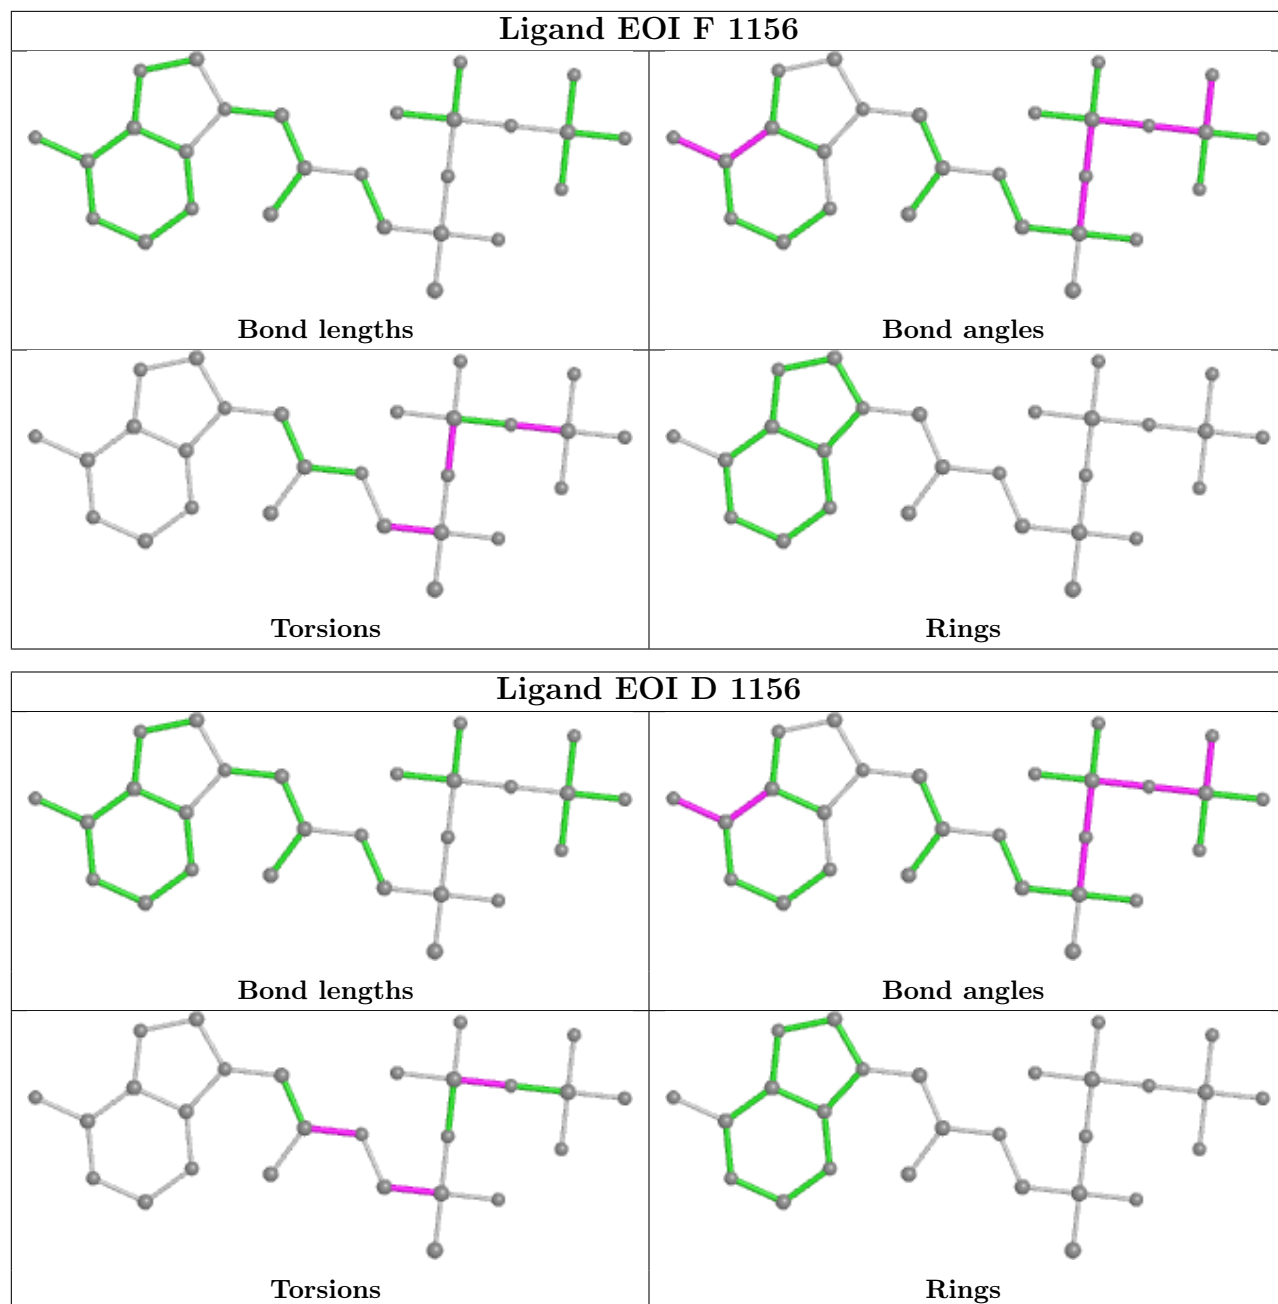 Ligand EOI F 1156
Bond lengths
Bond angles
Torsions
Rings
Ligand EOI D 1156
Bond lengths
Bond angles
Torsions
Rings